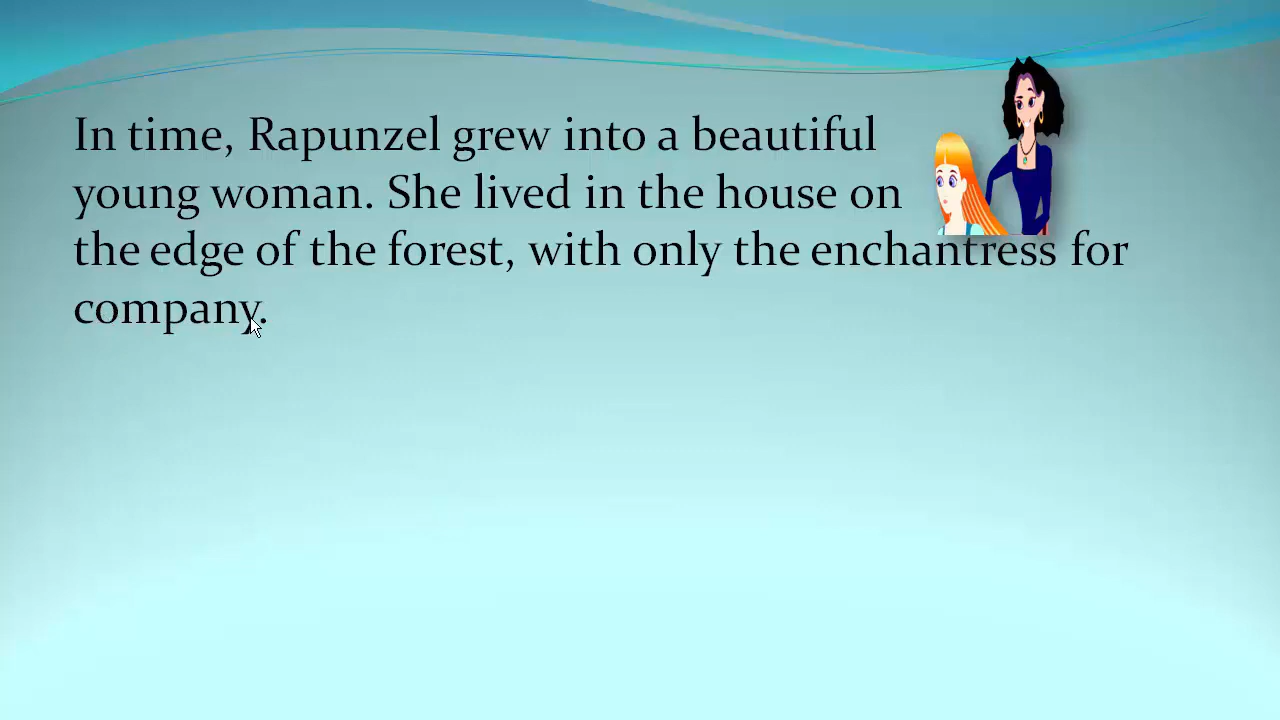 In time, Rapunzel grew into a beautiful
young woman. She lived in the house on
the edge of the forest, with only the enchantress for
company.